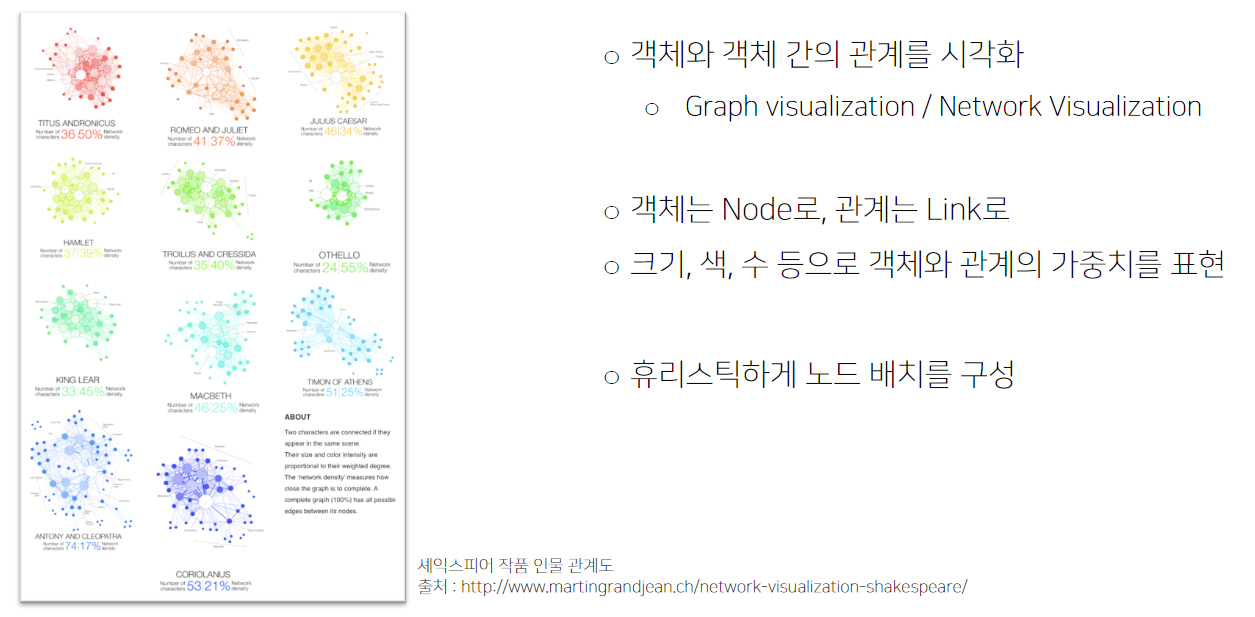 TITUS ANDRONICUS
Number of characters 36|50% Network density
ROMEO AND JULIET
Number of characters 41|37% Network density
JULIUS CAESAR
Number of characters 46|34% Network density
HAMLET
Number of characters 37|39% Network density
TROILUS AND CRESSIDA
Number of characters 35|40% Network density
OTHELLO
Number of characters 24|55% Network density
KING LEAR
Number of characters 33|45% Network density
MACBETH
Number of characters 46|25% Network density
TIMON OF ATHENS
Number of characters 51|25% Network density
ANTONY AND CLEOPATRA
Number of characters 74|17% Network density
CORIOLANUS
Number of characters 53|21% Network density
ABOUT
Two characters are connected if they
appear in the same scene.
Their size and color intensity are
proportional to their weighted degree.
The 'network density' measures how
close the graph is to complete. A
complete graph (100%) has all possible
edges between its nodes.
○ 객체와 객체 간의 관계를 시각화
○ Graph visualization / Network Visualization
○ 객체는 Node로, 관계는 Link로
○ 크기, 색, 수 등으로 객체와 관계의 가중치를 표현
○ 휴리스틱하게 노드 배치를 구성
셰익스피어 작품 인물 관계도
출처 : http://www.martingrandjean.ch/network-visualization-shakespeare/